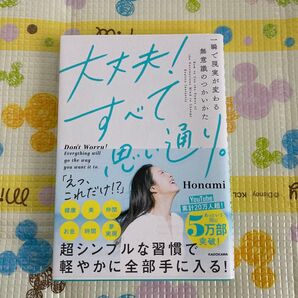 一瞬で現実が変わる
無意識のつかいかた
大丈夫!
すべて
思い通り。
Don't Worry!
Everything will
go the way
you want it to.
「えっ、
これだけ!?」
Honami
YouTube
累計20万人超!
5万部
突破!
健康
美
仲間
お金
時間
超シンプルな習慣で
軽やかに全部手に入る!
KADOKAWA